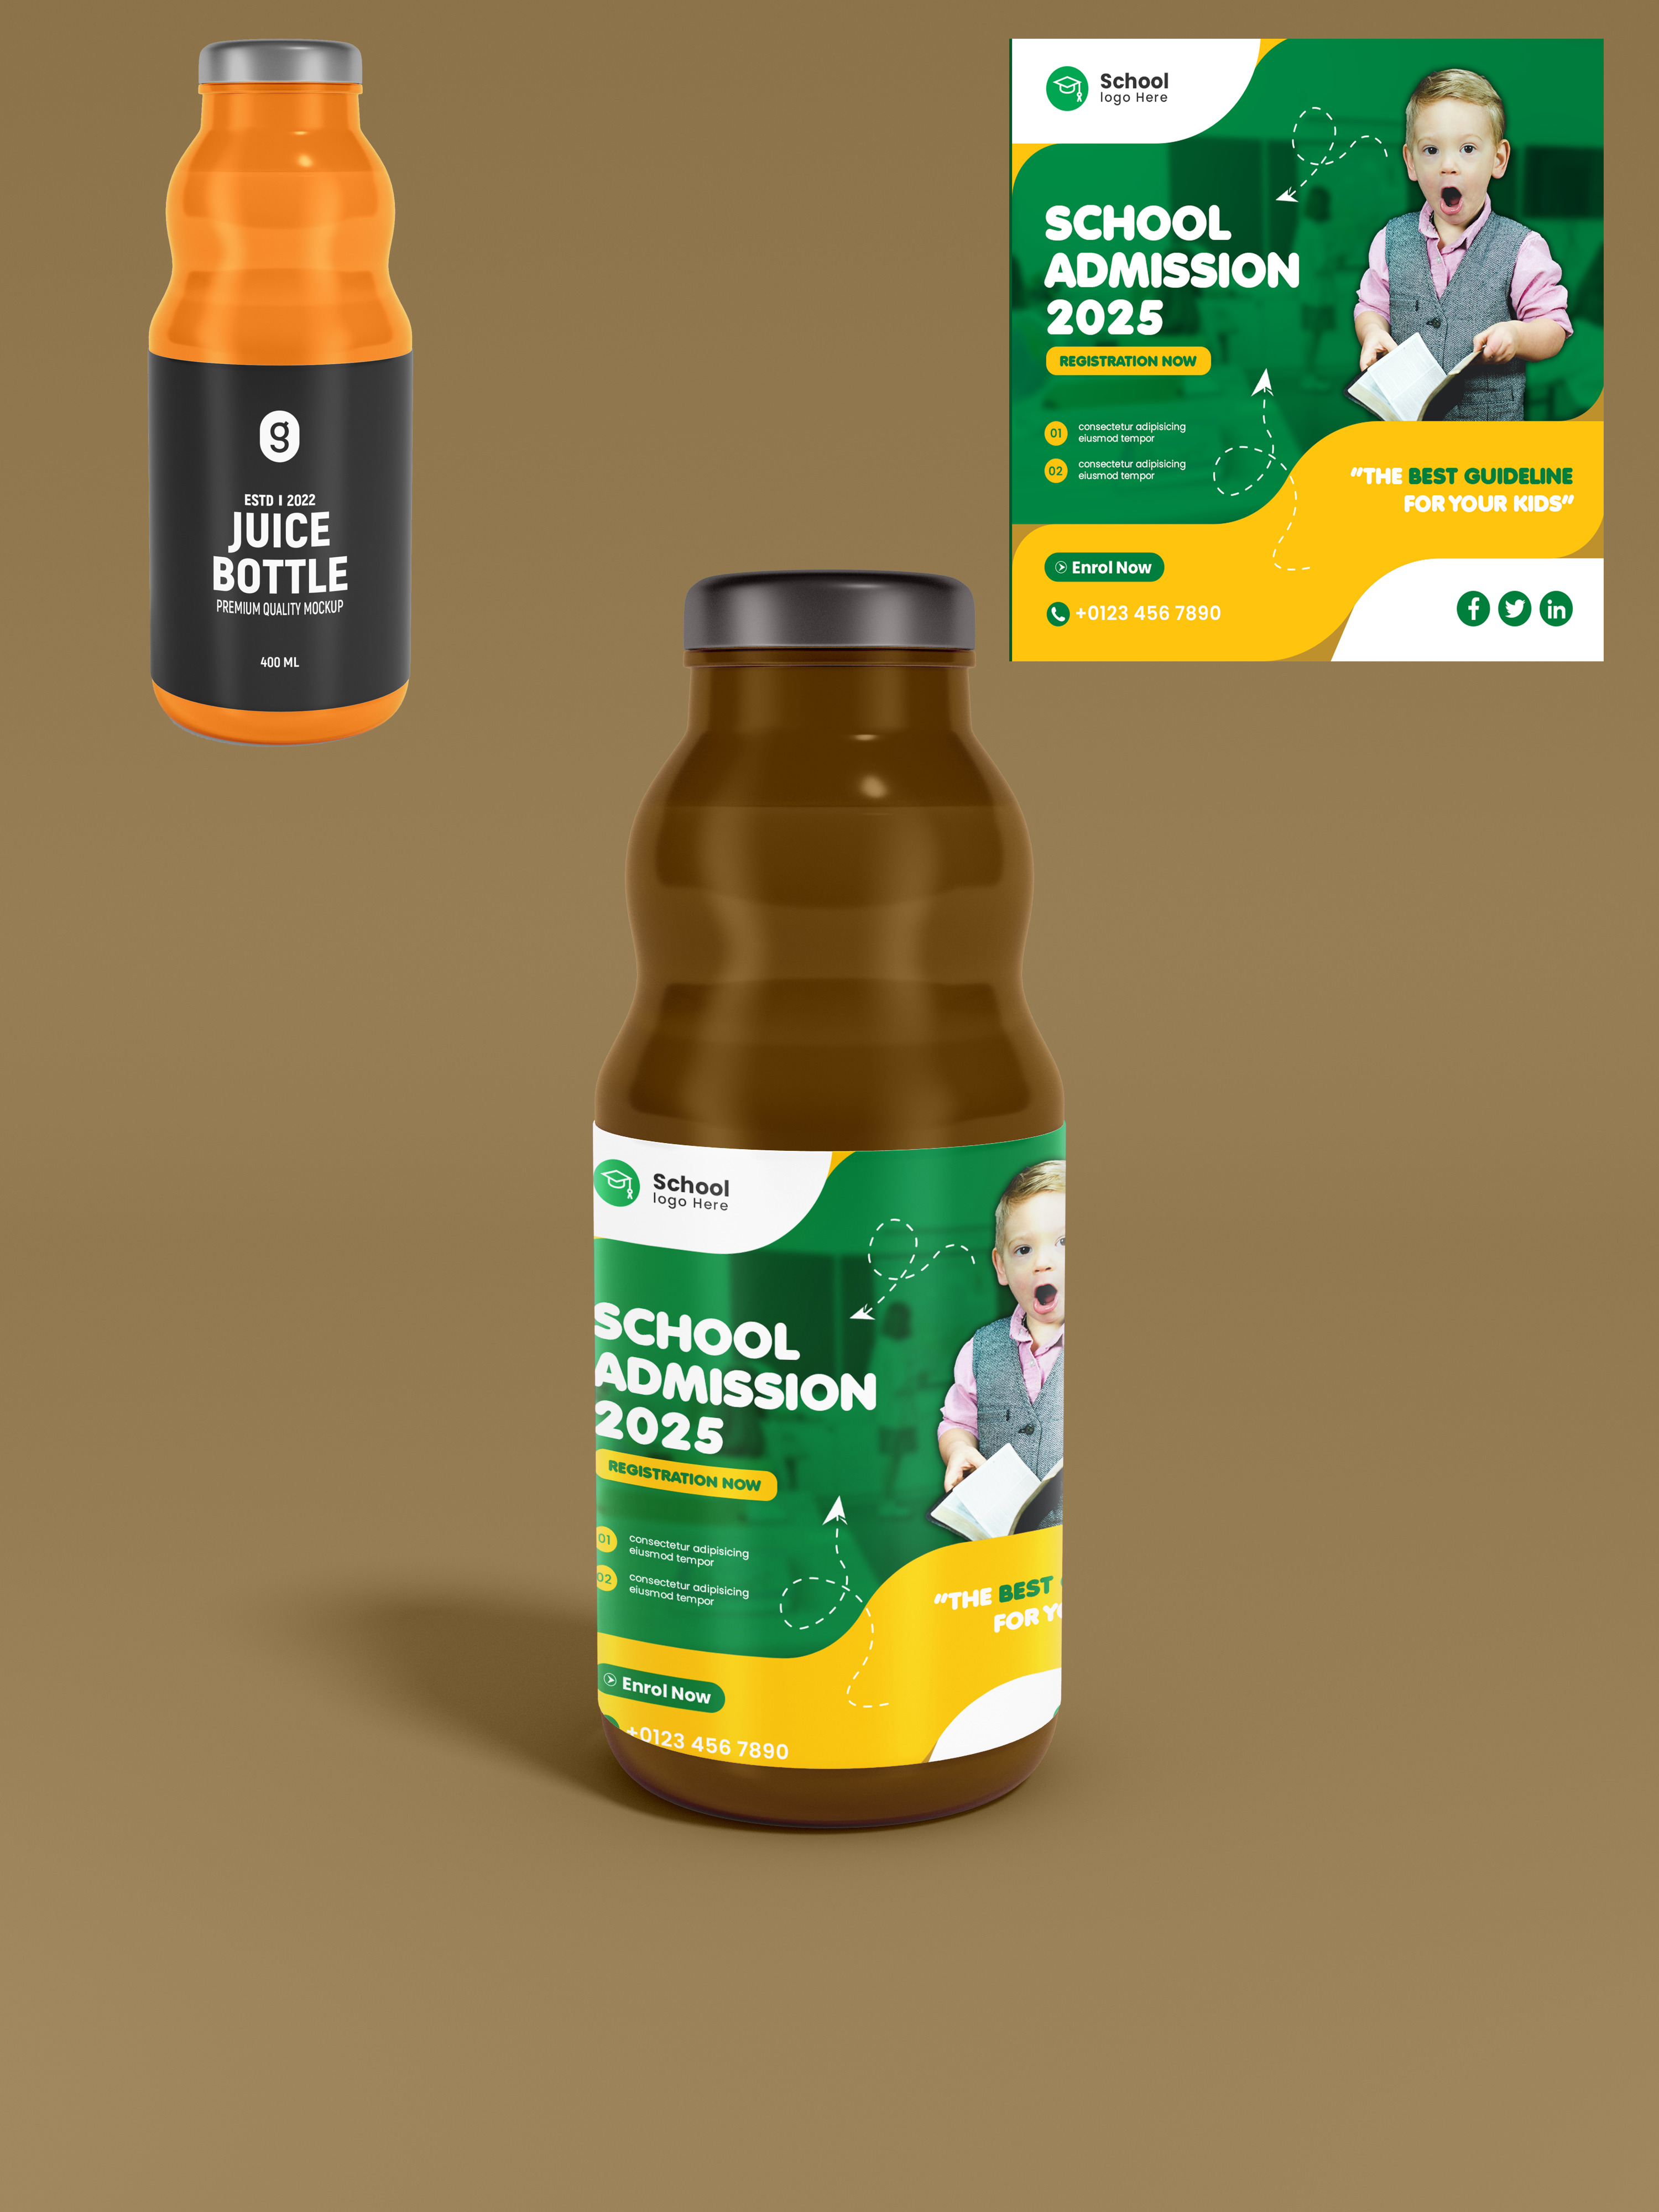 g
ESTD I 2022
JUICE
BOTTLE
PREMIUM QUALITY MOCKUP
400 ML
School
logo Here
SCHOOL
ADMISSION
2025
REGISTRATION NOW
01 consectetur adipisicing
eiusmod tempor
02 consectetur adipisicing
eiusmod tempor
"THE BEST GUIDELINE
FOR YOUR KIDS"
Enrol Now
+0123 456 7890
f in
School
logo Here
SCHOOL
ADMISSION
2025
REGISTRATION NOW
01 consectetur adipisicing
eiusmod tempor
02 consectetur adipisicing
eiusmod tempor
"THE BEST
FOR
Enrol Now
+0123 456 7890